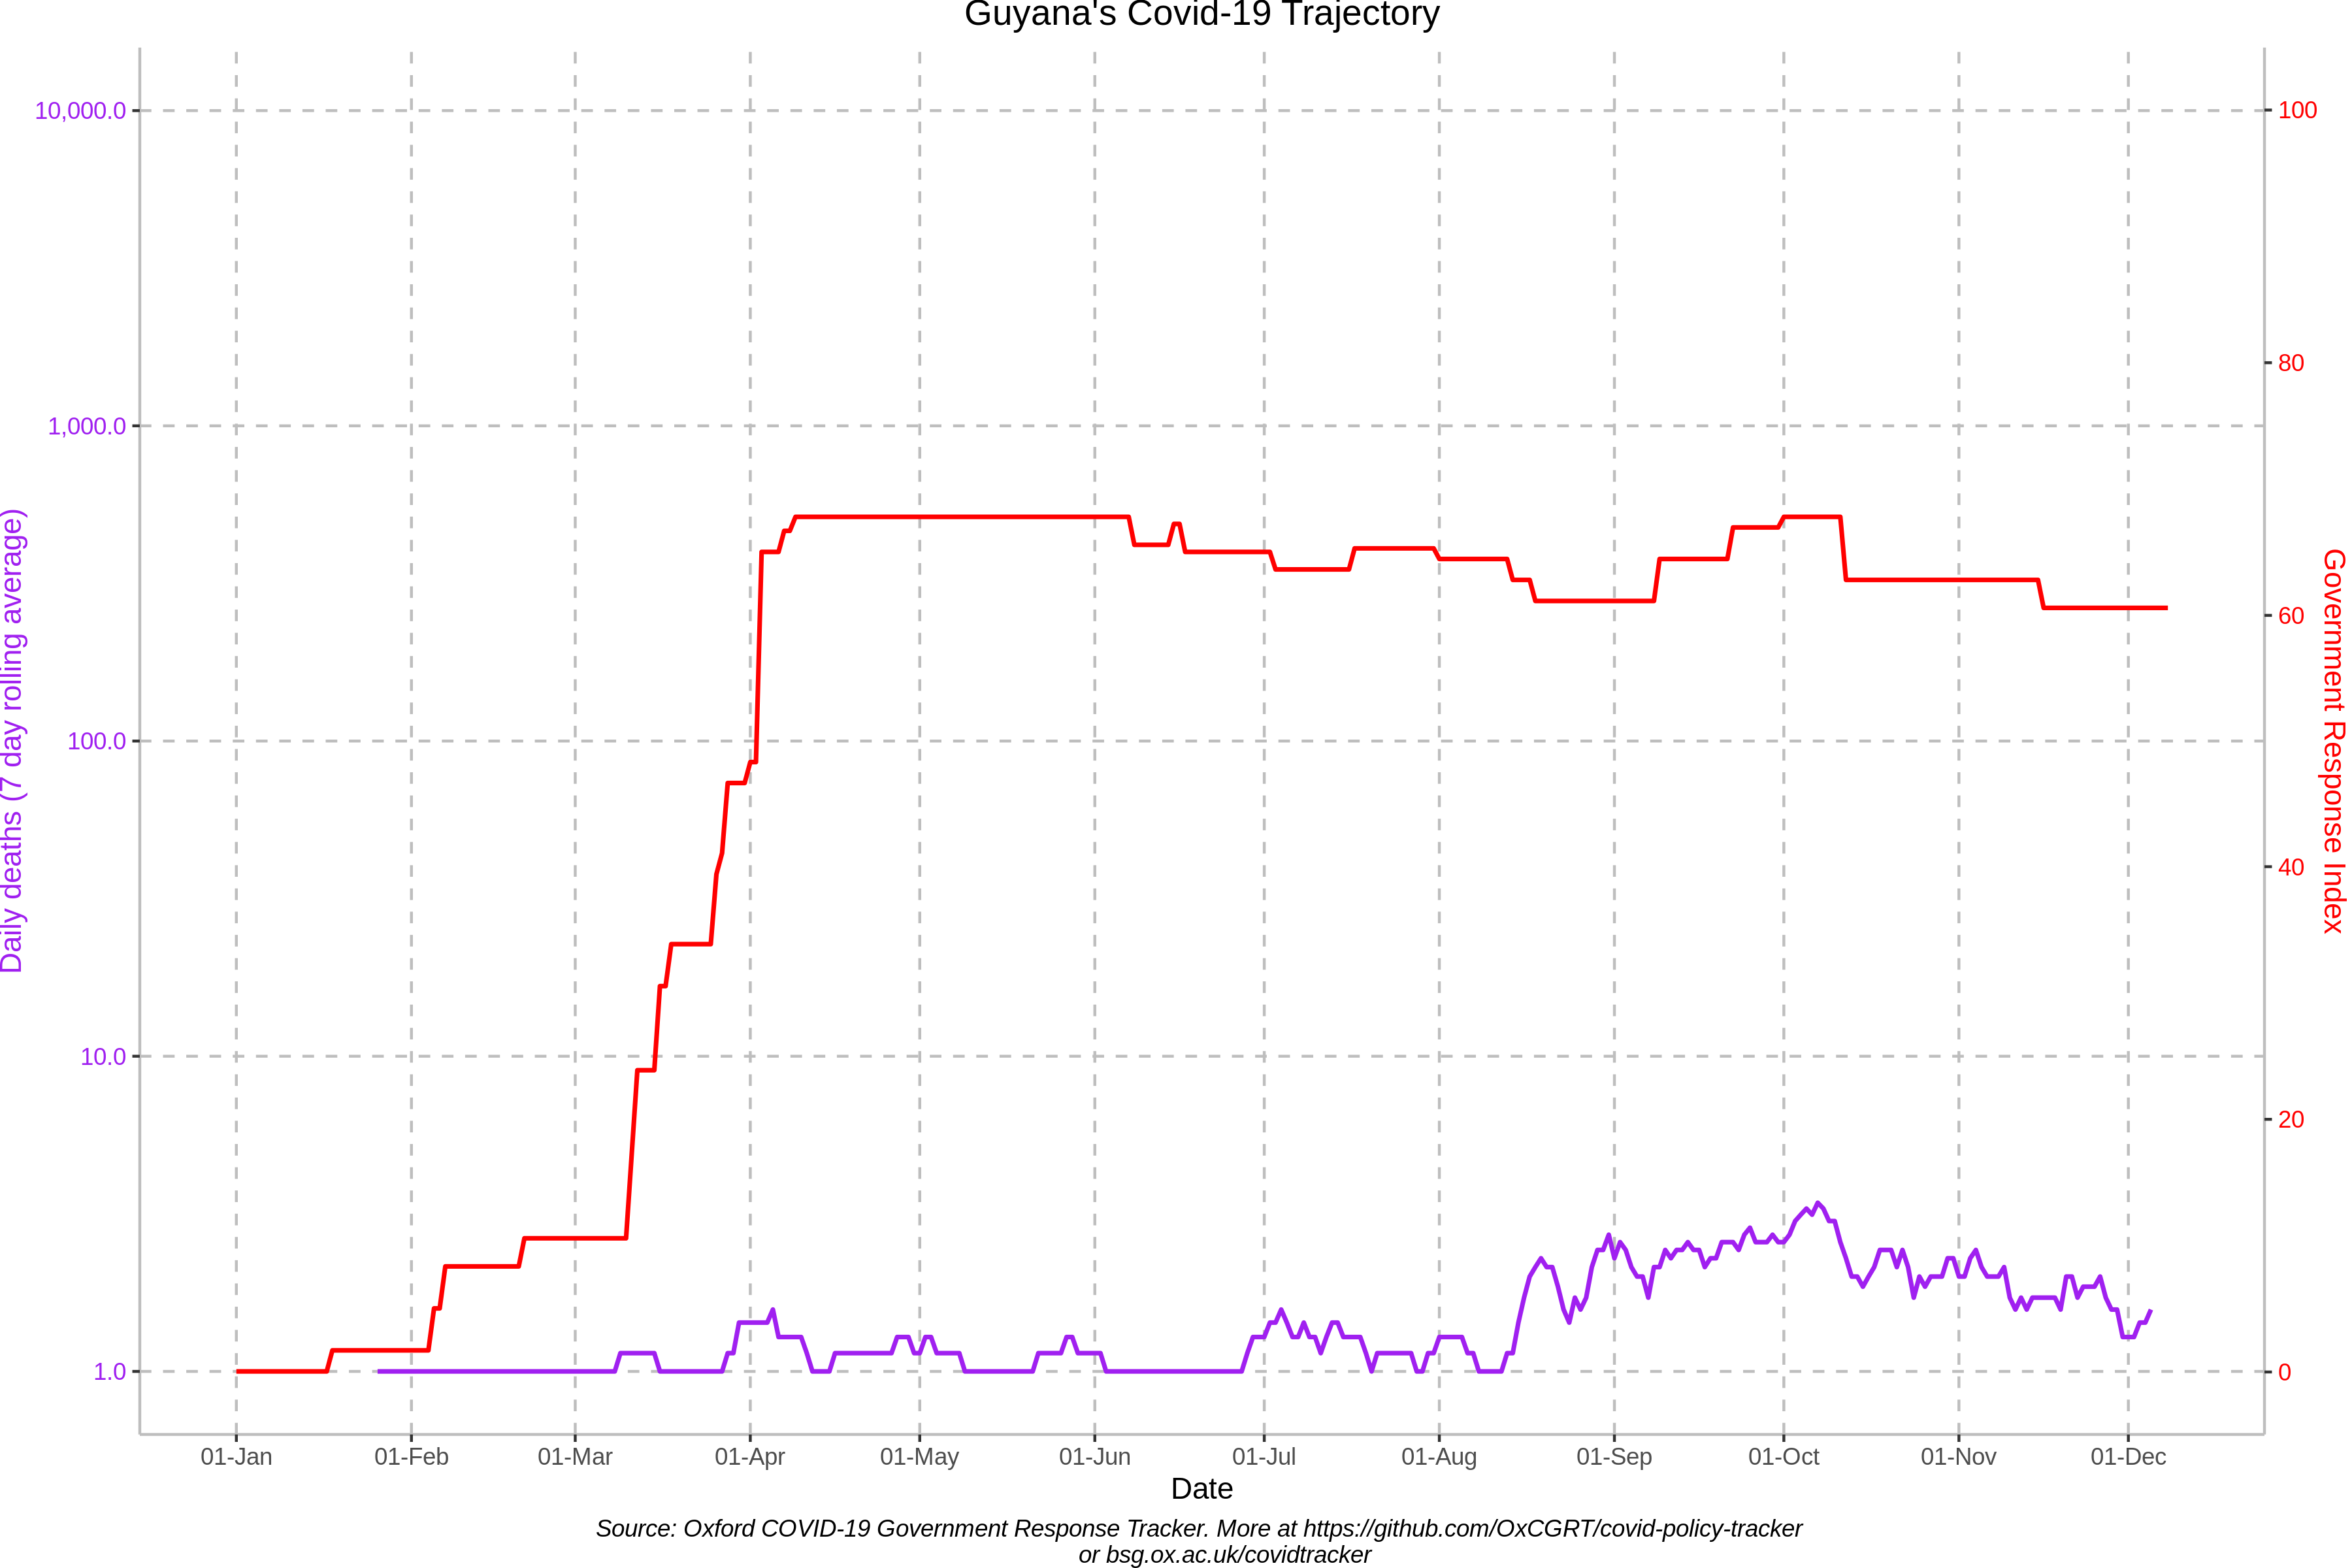 Guyana's Covid-19 Trajectory
10,000.0
1,000.0
100.0
10.0
1.0
Daily deaths (7 day rolling average)
100
80
60
40
20
0
Government Response Index
01-Jan 01-Feb 01-Mar 01-Apr 01-May 01-Jun 01-Jul 01-Aug 01-Sep 01-Oct 01-Nov 01-Dec
Date
Source: Oxford COVID-19 Government Response Tracker. More at https://github.com/OxCGRT/covid-policy-tracker
or bsg.ox.ac.uk/covidtracker